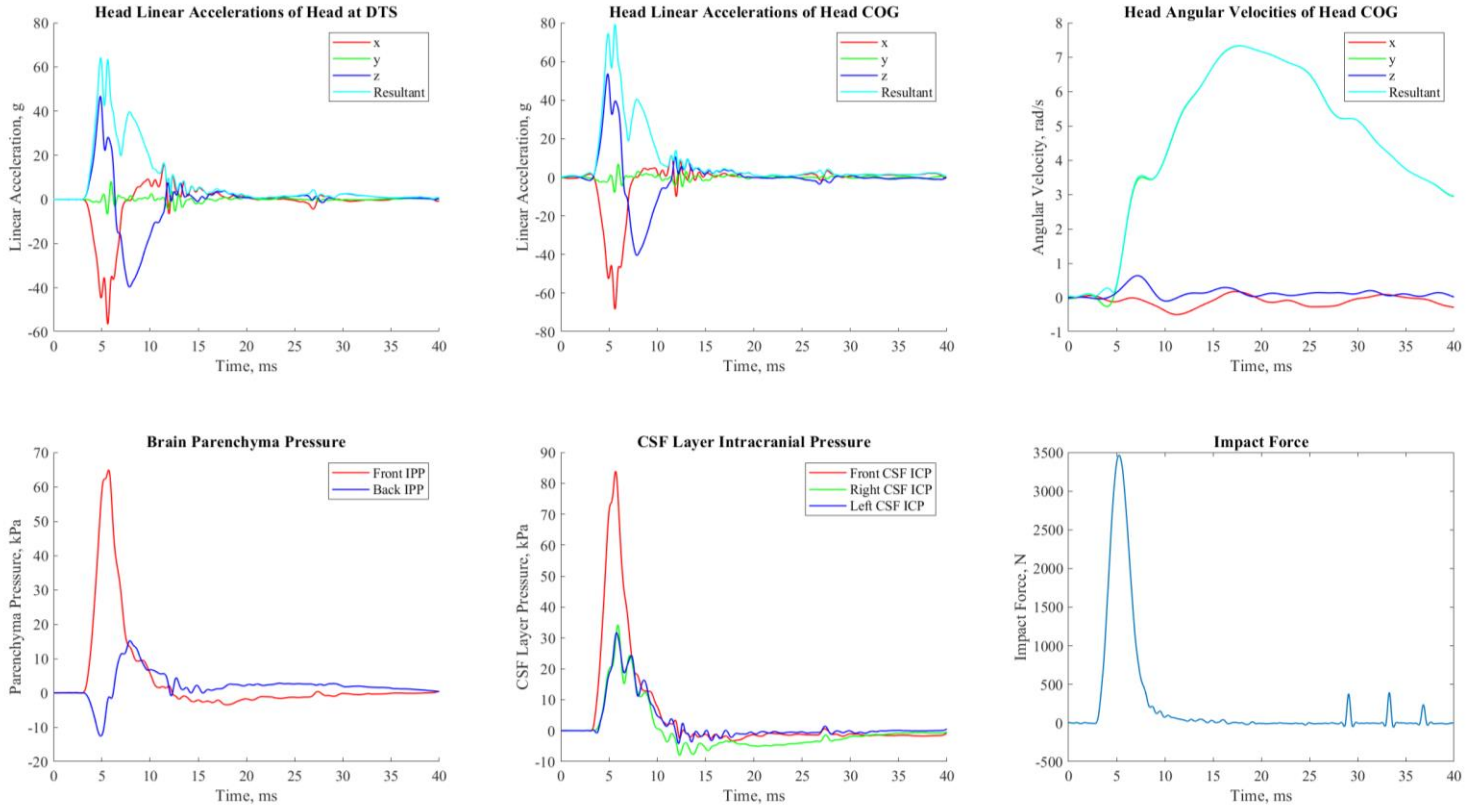 Head Linear Accelerations of Head at DTS
Linear Acceleration, g
80
60
40
20
0
-20
-40
-60
0 5 10 15 20 25 30 35 40
Time, ms
x
y
z
Resultant
Head Linear Accelerations of Head COG
Linear Acceleration, g
80
60
40
20
0
-20
-40
-60
-80
0 5 10 15 20 25 30 35 40
Time, ms
x
y
z
Resultant
Head Angular Velocities of Head COG
Angular Velocity, rad/s
8
7
6
5
4
3
2
1
0
-1
0 5 10 15 20 25 30 35 40
Time, ms
x
y
z
Resultant
Brain Parenchyma Pressure
Parenchyma Pressure, kPa
70
60
50
40
30
20
10
0
-10
-20
0 5 10 15 20 25 30 35 40
Time, ms
Front IPP
Back IPP
CSF Layer Intracranial Pressure
CSF Layer Pressure, kPa
90
80
70
60
50
40
30
20
10
0
-10
0 5 10 15 20 25 30 35 40
Time, ms
Front CSF ICP
Right CSF ICP
Left CSF ICP
Impact Force
Impact Force, N
3500
3000
2500
2000
1500
1000
500
0
-500
0 5 10 15 20 25 30 35 40
Time, ms